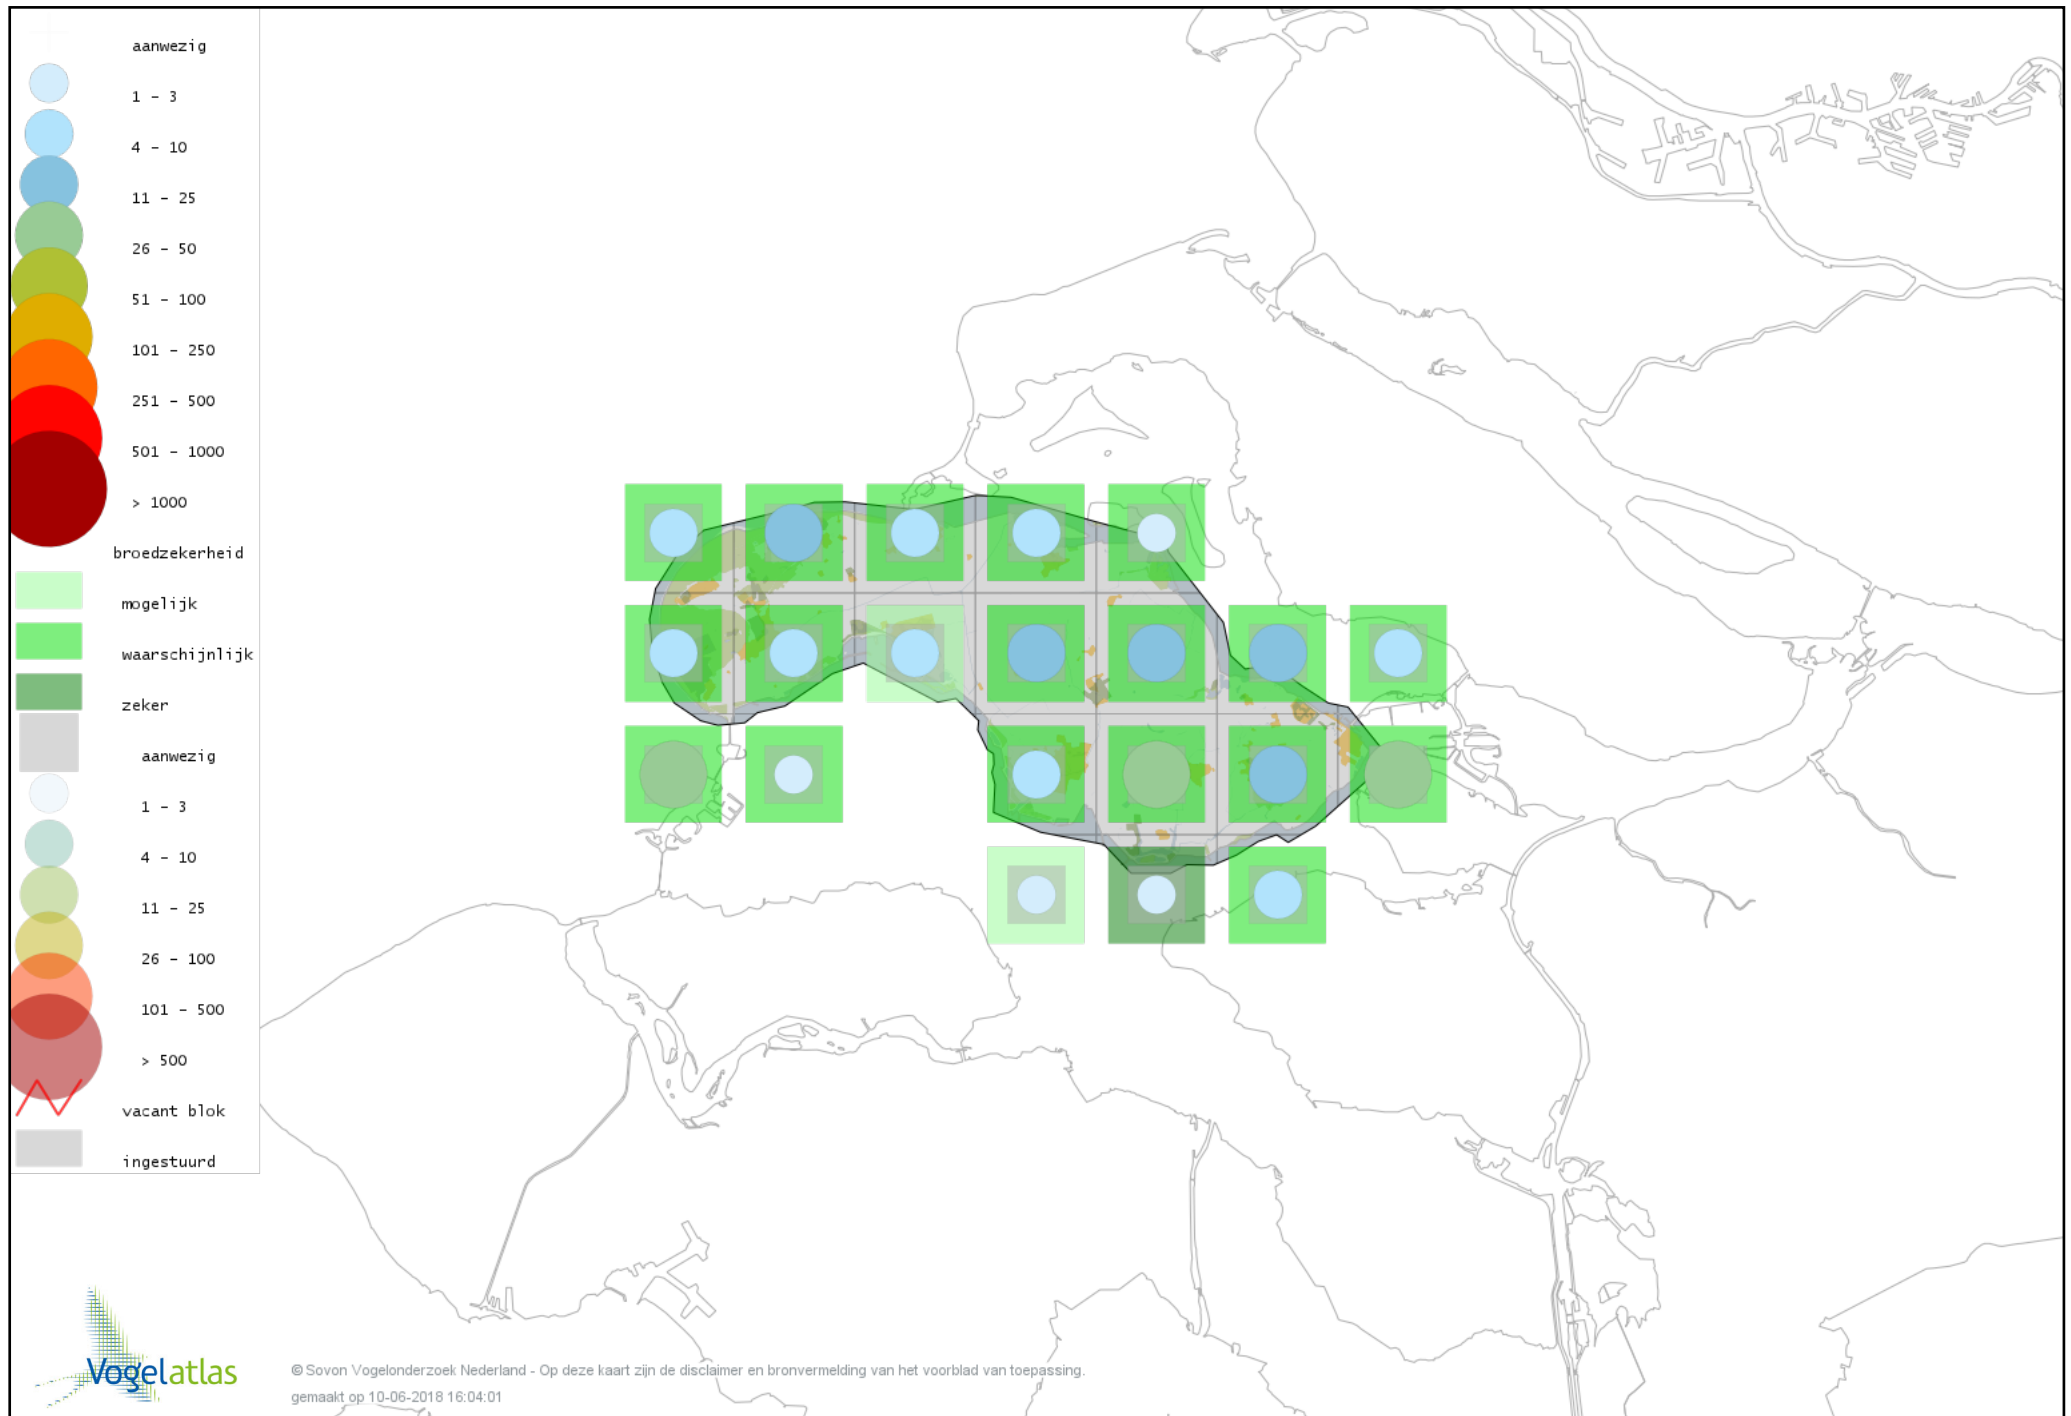 aanwezig
1 - 3
4 - 10
11 - 25
26 - 50
51 - 100
101 - 250
251 - 500
501 - 1000
> 1000
broedzekerheid
mogelijk
waarschijnlijk
zeker
aanwezig
1 - 3
4 - 10
11 - 25
26 - 100
101 - 500
> 500
vacant blok
ingestuurd
Vogelatlas
© Sovon Vogelonderzoek Nederland - Op deze kaart zijn de disclaimer en bronvermelding van het voorblad van toepassing.
gemaakt op 10-06-2018 16:04:01